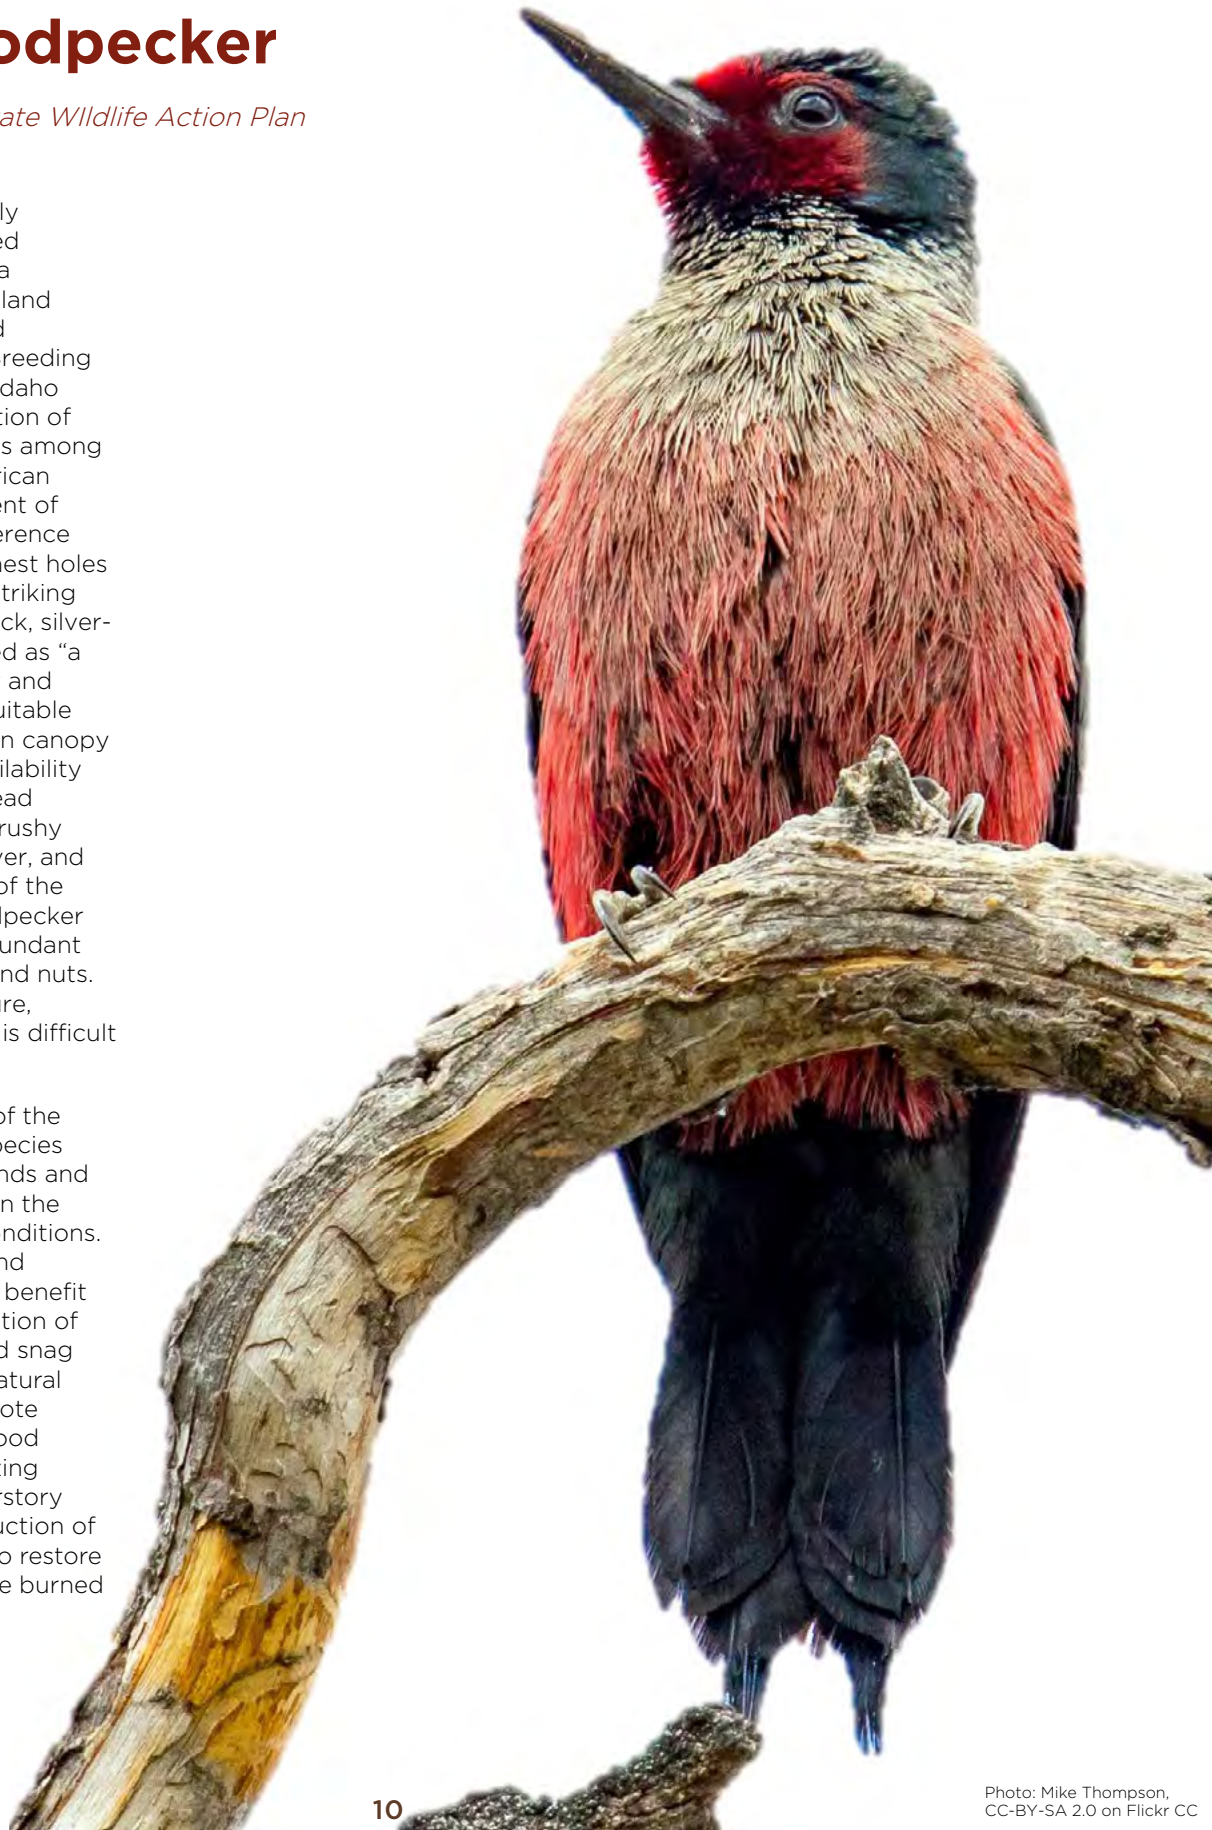 odpecker
ate WIldlife Action Plan
ly
ed
a
land
d
reeding
daho
tion of
s among
rican
ent of
erence
nest holes
triking
ck, silver-
ed as “a
and
uitable
n canopy
ilability
ead
rushy
ver, and
of the
lpecker
undant
nd nuts.
ure,
is difficult
of the
pecies
nds and
n the
onditions.
nd
benefit
tion of
d snag
atural
ote
ood
ting
rstory
uction of
o restore
e burned
10
Photo: Mike Thompson,
CC-BY-SA 2.0 on Flickr CC